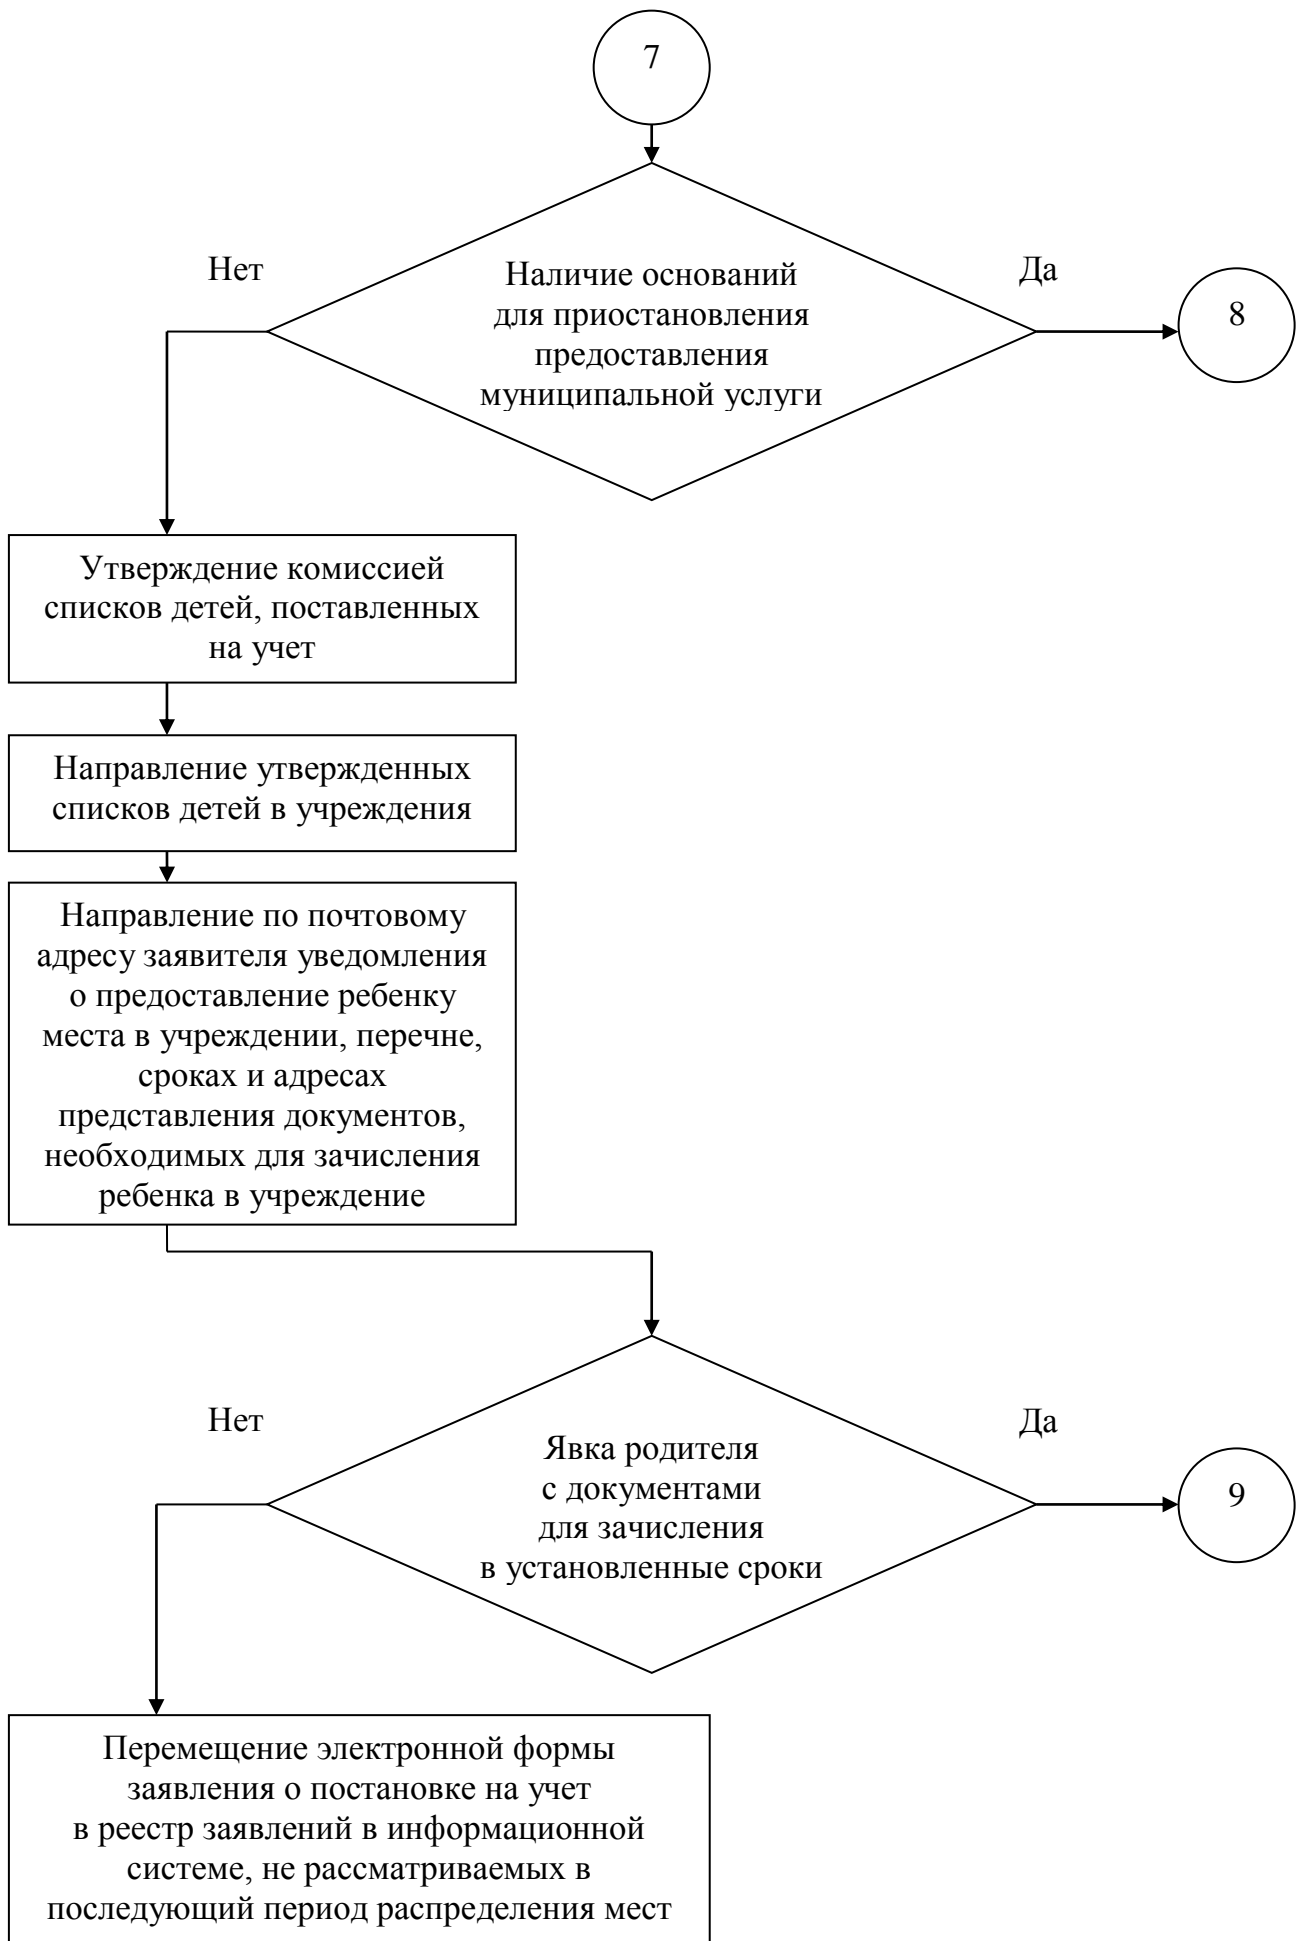 7
Нет
Да
Наличие оснований
для приостановления
предоставления
муниципальной услуги
8
Утверждение комиссией
списков детей, поставленных
на учет
Направление утвержденных
списков детей в учреждения
Направление по почтовому
адресу заявителя уведомления
о предоставление ребенку
места в учреждении, перечне,
сроках и адресах
представления документов,
необходимых для зачисления
ребенка в учреждение
Нет
Да
Явка родителя
с документами
для зачисления
в установленные сроки
9
Перемещение электронной формы
заявления о постановке на учет
в реестр заявлений в информационной
системе, не рассматриваемых в
последующий период распределения мест